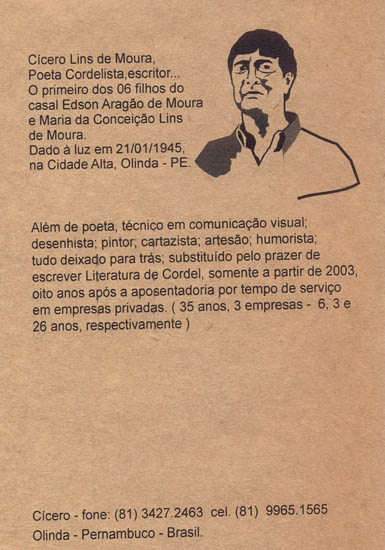 Cícero Lins de Moura,
Poeta Cordelista,escritor...
O primeiro dos 06 filhos do
casal Edson Aragão de Moura
e Maria da Conceição Lins
de Moura.
Dado à luz em 21/01/1945,
na Cidade Alta, Olinda - PE.
Além de poeta, técnico em comunicação visual;
desenhista; pintor; cartazista; artesão; humorista;
tudo deixado para trás; substituído pelo prazer de
escrever Literatura de Cordel, somente a partir de 2003,
oito anos após a aposentadoria por tempo de serviço
em empresas privadas. ( 35 anos, 3 empresas - 6, 3 e
26 anos, respectivamente )
Cícero - fone: (81) 3427.2463 cel. (81) 9965.1565
Olinda - Pernambuco - Brasil.